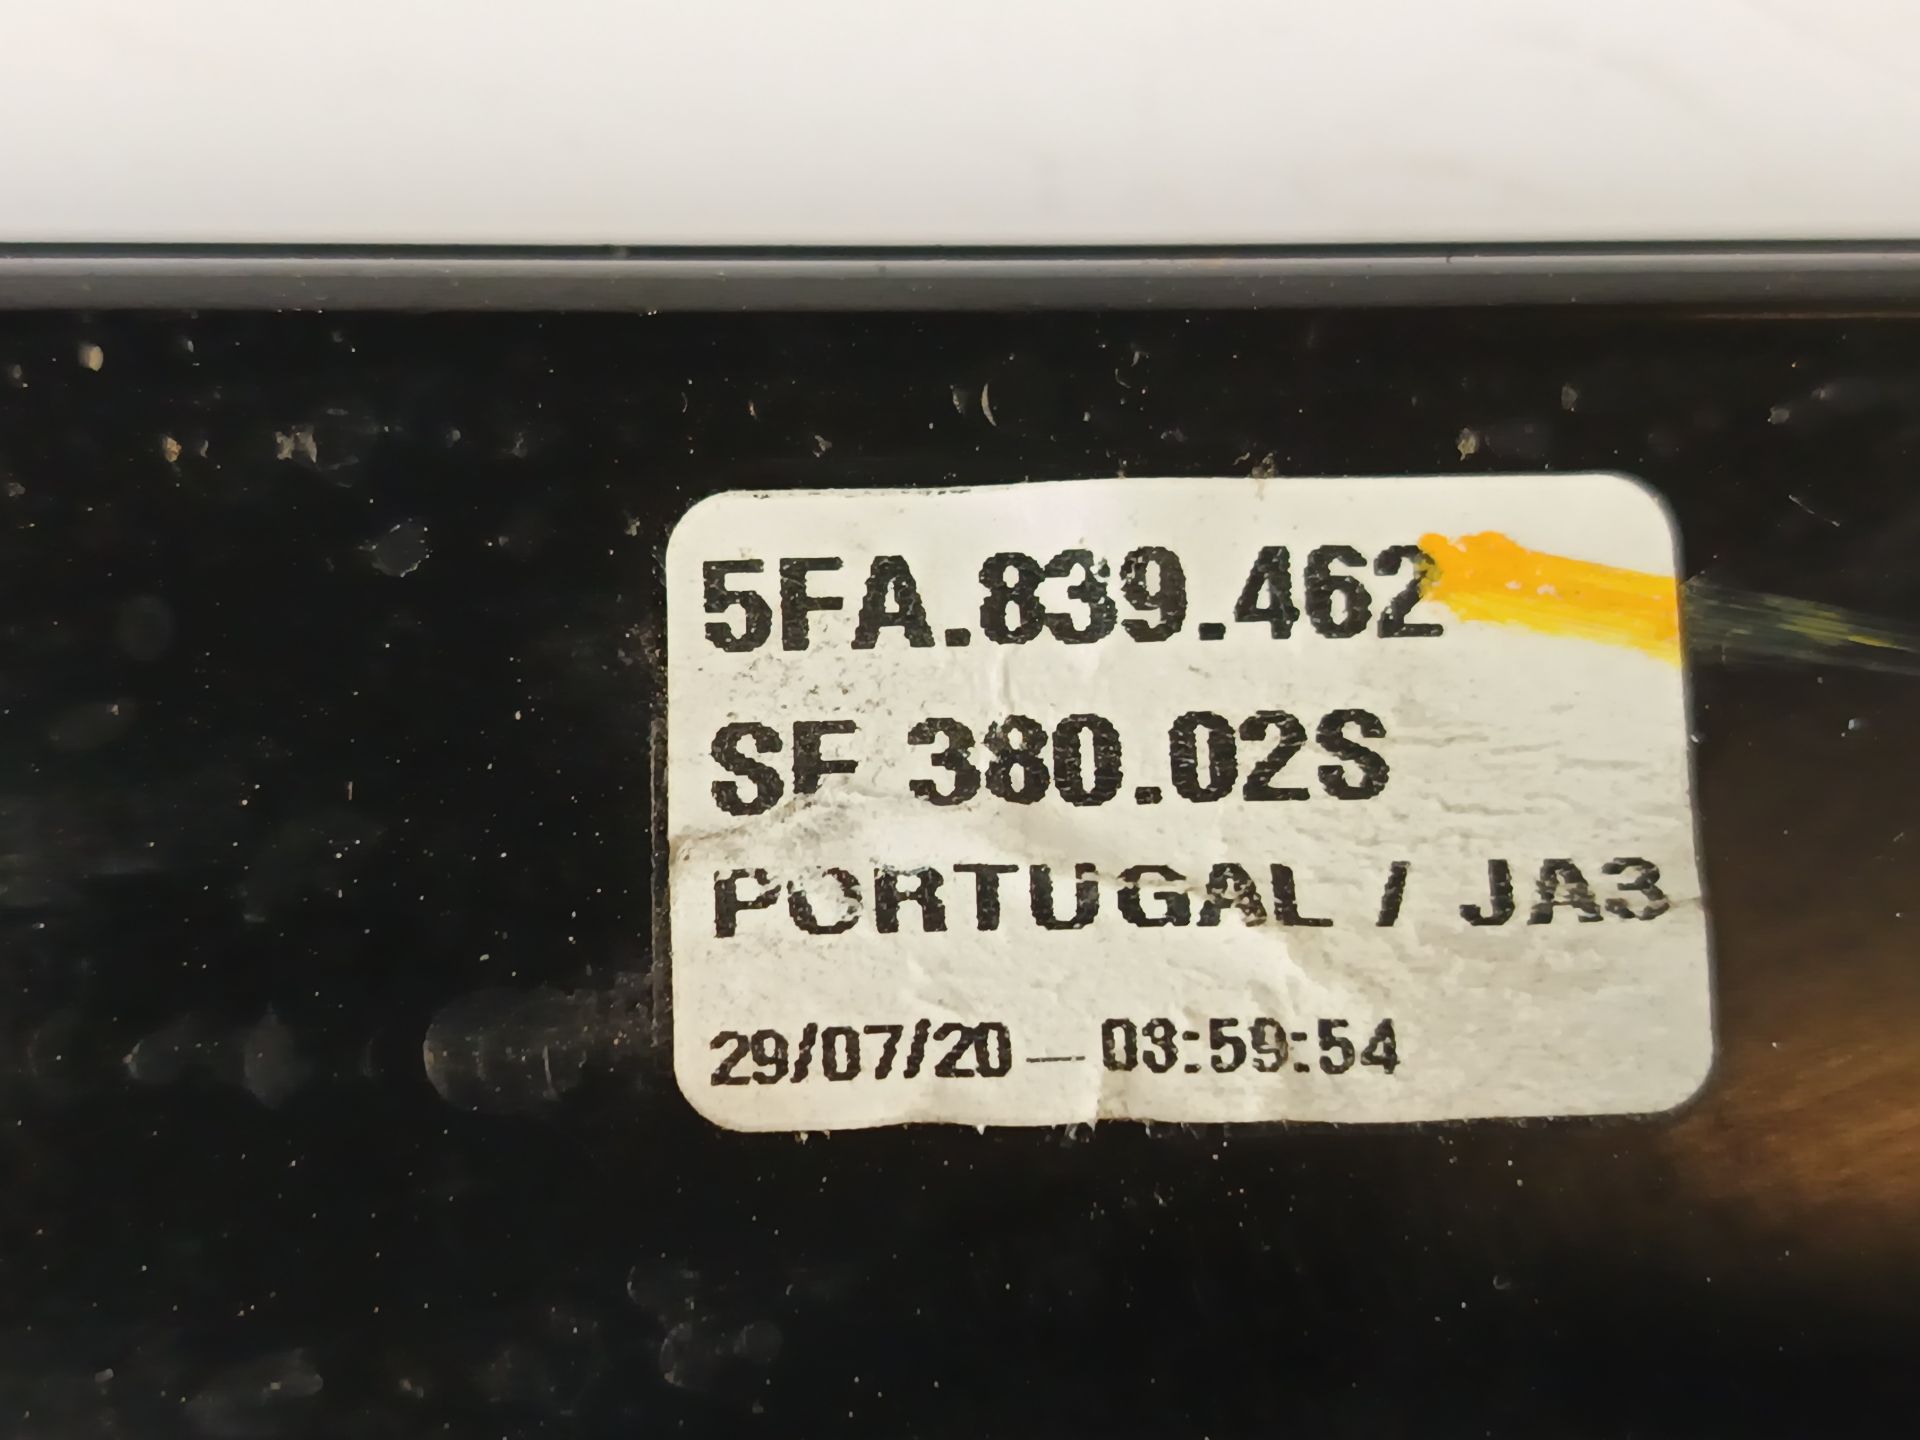 5FA.839.462
SF 380.02S
PORTUGAL / JA3
29/07/20 — 03:59:54